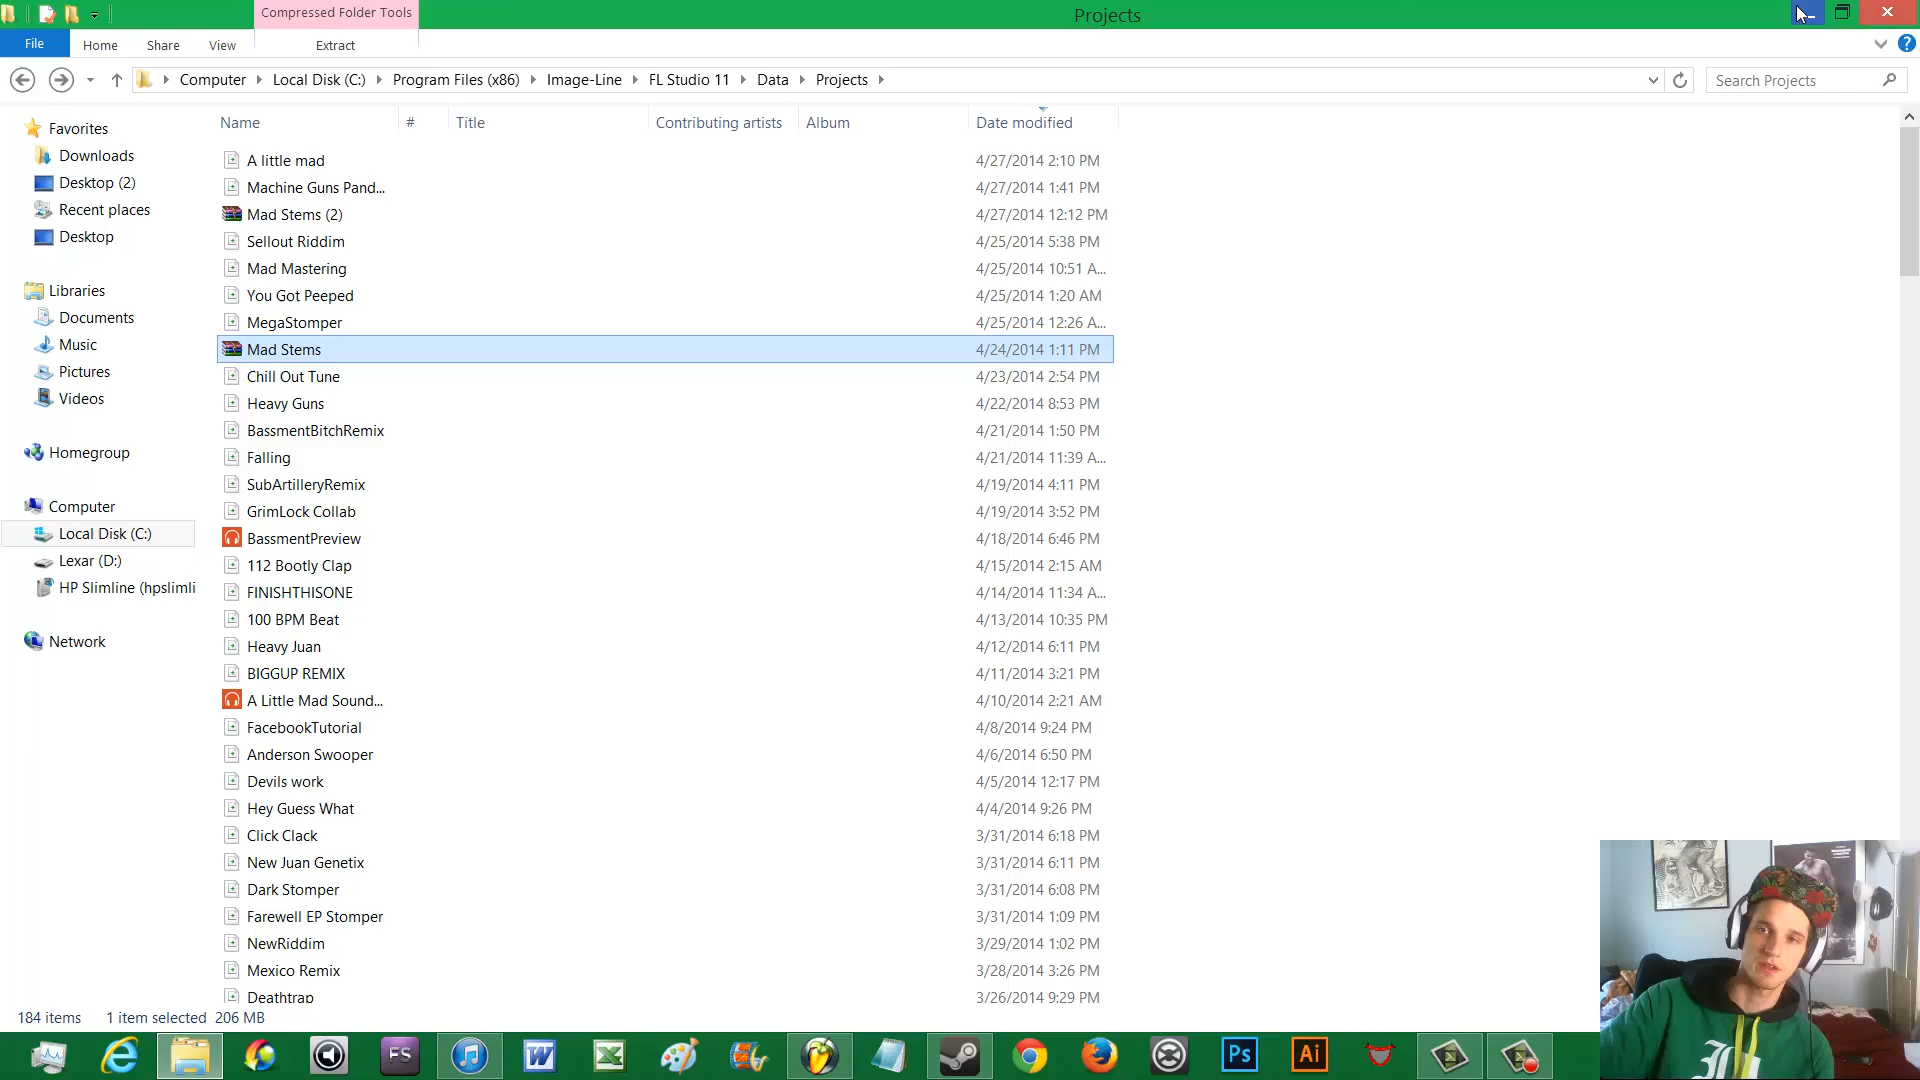 Compressed Folder Tools
Projects
File
Home
Share
View
Extract
Computer
Local Disk (C:)
Program Files (x86)
Image-Line
FL Studio 11
Data
Projects
Search Projects
Name
#
Title
Contributing artists
Album
Date modified
Favorites
Downloads
Desktop (2)
Recent places
Desktop
Libraries
Documents
Music
Pictures
Videos
Homegroup
Computer
Local Disk (C:)
Lexar (D:)
HP Slimline (hpslimli
Network
A little mad 4/27/2014 2:10 PM
Machine Guns Pand... 4/27/2014 1:41 PM
Mad Stems (2) 4/27/2014 12:12 PM
Sellout Riddim 4/25/2014 5:38 PM
Mad Mastering 4/25/2014 10:51 A...
You Got Peeped 4/25/2014 1:20 AM
MegaStomper 4/25/2014 12:26 A...
Mad Stems 4/24/2014 1:11 PM
Chill Out Tune 4/23/2014 2:54 PM
Heavy Guns 4/22/2014 8:53 PM
BassmentBitchRemix 4/21/2014 1:50 PM
Falling 4/21/2014 11:39 A...
SubArtilleryRemix 4/19/2014 4:11 PM
GrimLock Collab 4/19/2014 3:52 PM
BassmentPreview 4/18/2014 6:46 PM
112 Bootly Clap 4/15/2014 2:15 AM
FINISHTHISONE 4/14/2014 11:34 A...
100 BPM Beat 4/13/2014 10:35 PM
Heavy Juan 4/12/2014 6:11 PM
BIGGUP REMIX 4/11/2014 3:21 PM
A Little Mad Sound... 4/10/2014 2:21 AM
FacebookTutorial 4/8/2014 9:24 PM
Anderson Swooper 4/6/2014 6:50 PM
Devils work 4/5/2014 12:17 PM
Hey Guess What 4/4/2014 9:26 PM
Click Clack 3/31/2014 6:18 PM
New Juan Genetix 3/31/2014 6:11 PM
Dark Stomper 3/31/2014 6:08 PM
Farewell EP Stomper 3/31/2014 1:09 PM
NewRiddim 3/29/2014 1:02 PM
Mexico Remix 3/28/2014 3:26 PM
Deathtrap 3/26/2014 9:29 PM
184 items 1 item selected 206 MB
FS
Ps
Ai